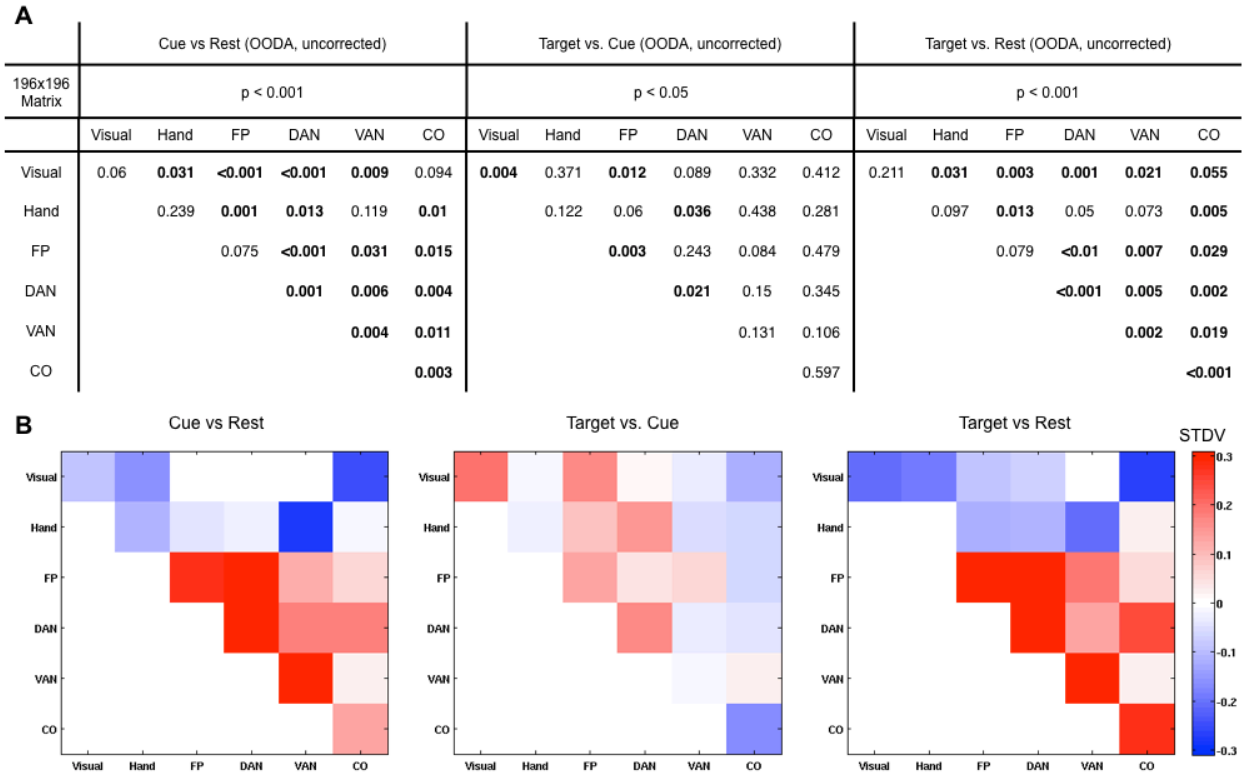 A
Cue vs Rest (OODA, uncorrected) Target vs. Cue (OODA, uncorrected) Target vs. Rest (OODA, uncorrected)
196x196 Matrix p < 0.001 p < 0.05 p < 0.001
Visual Hand FP DAN VAN CO Visual Hand FP DAN VAN CO Visual Hand FP DAN VAN CO
Visual 0.06 0.031 <0.001 <0.001 0.009 0.094 0.004 0.371 0.012 0.089 0.332 0.412 0.211 0.031 0.003 0.001 0.021 0.055
Hand 0.239 0.001 0.013 0.119 0.01 0.122 0.06 0.036 0.438 0.281 0.097 0.013 0.05 0.073 0.005
FP 0.075 <0.001 0.031 0.015 0.003 0.243 0.084 0.479 0.079 <0.01 0.007 0.029
DAN 0.001 0.006 0.004 0.021 0.15 0.345 <0.001 0.005 0.002
VAN 0.004 0.011 0.131 0.106 0.002 0.019
CO 0.003 0.597 <0.001
B
Cue vs Rest Target vs. Cue Target vs Rest
STDV
Visual Visual Visual 0.3
Hand Hand Hand 0.2
FP FP FP 0.1
0
DAN DAN DAN
-0.1
VAN VAN VAN
-0.2
CO CO CO
-0.3
Visual Hand FP DAN VAN CO Visual Hand FP DAN VAN CO Visual Hand FP DAN VAN CO